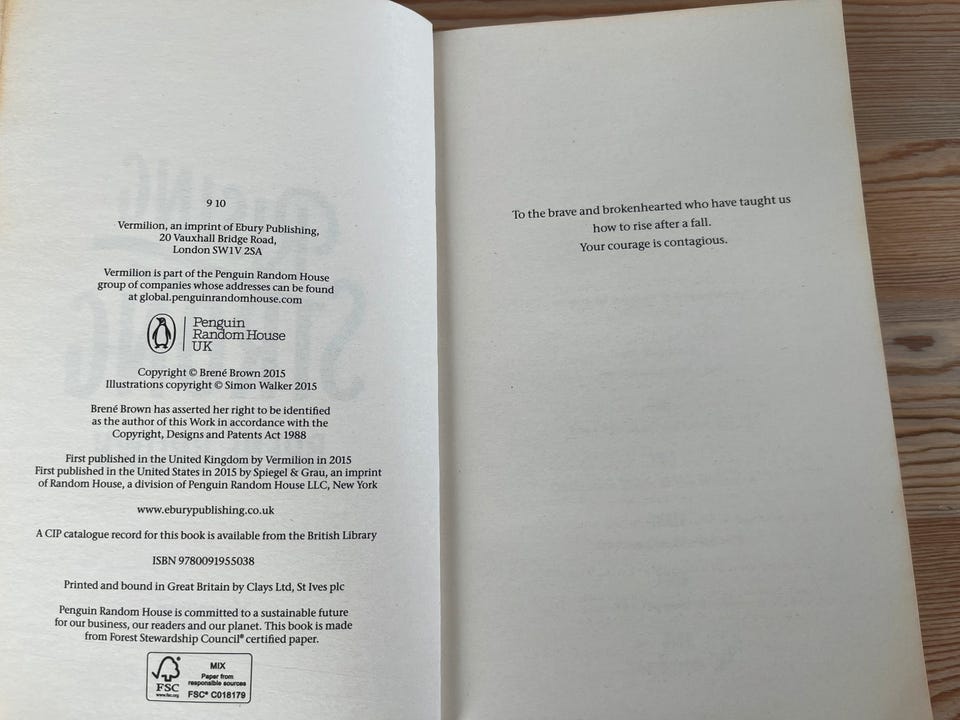 9 10
Vermilion, an imprint of Ebury Publishing,
20 Vauxhall Bridge Road,
London SW1V 2SA
Vermilion is part of the Penguin Random House
group of companies whose addresses can be found
at global.penguinrandomhouse.com
Penguin
Random House
UK
Copyright © Brené Brown 2015
Illustrations copyright © Simon Walker 2015
Brené Brown has asserted her right to be identified
as the author of this Work in accordance with the
Copyright, Designs and Patents Act 1988
First published in the United Kingdom by Vermilion in 2015
First published in the United States in 2015 by Spiegel & Grau, an imprint
of Random House, a division of Penguin Random House LLC, New York
www.eburypublishing.co.uk
A CIP catalogue record for this book is available from the British Library
ISBN 9780091955038
Printed and bound in Great Britain by Clays Ltd, St Ives plc
Penguin Random House is committed to a sustainable future
for our business, our readers and our planet. This book is made
from Forest Stewardship Council® certified paper.
FSC
www.fsc.org
MIX
Paper from
responsible sources
FSC® C018179
To the brave and brokenhearted who have taught us
how to rise after a fall.
Your courage is contagious.